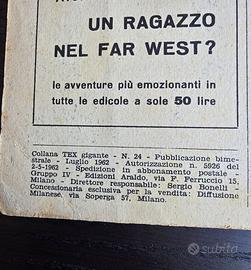 UN RAGAZZO
NEL FAR WEST?
le avventure più emozionanti in
tutte le edicole a sole 50 lire
Collana TEX gigante - N. 24 - Pubblicazione bime-
strale - Luglio 1962 - Autorizzazione n. 5926 del
2-5-1962 - Spedizione in abbonamento postale -
Gruppo IV - Edizioni Araldo, via F. Ferruccio 15,
Milano - Direttore responsabile: Sergio Bonelli -
Concessionaria esclusiva per la vendita: Diffusione
Milanese, via Soperga 57, Milano.
subito